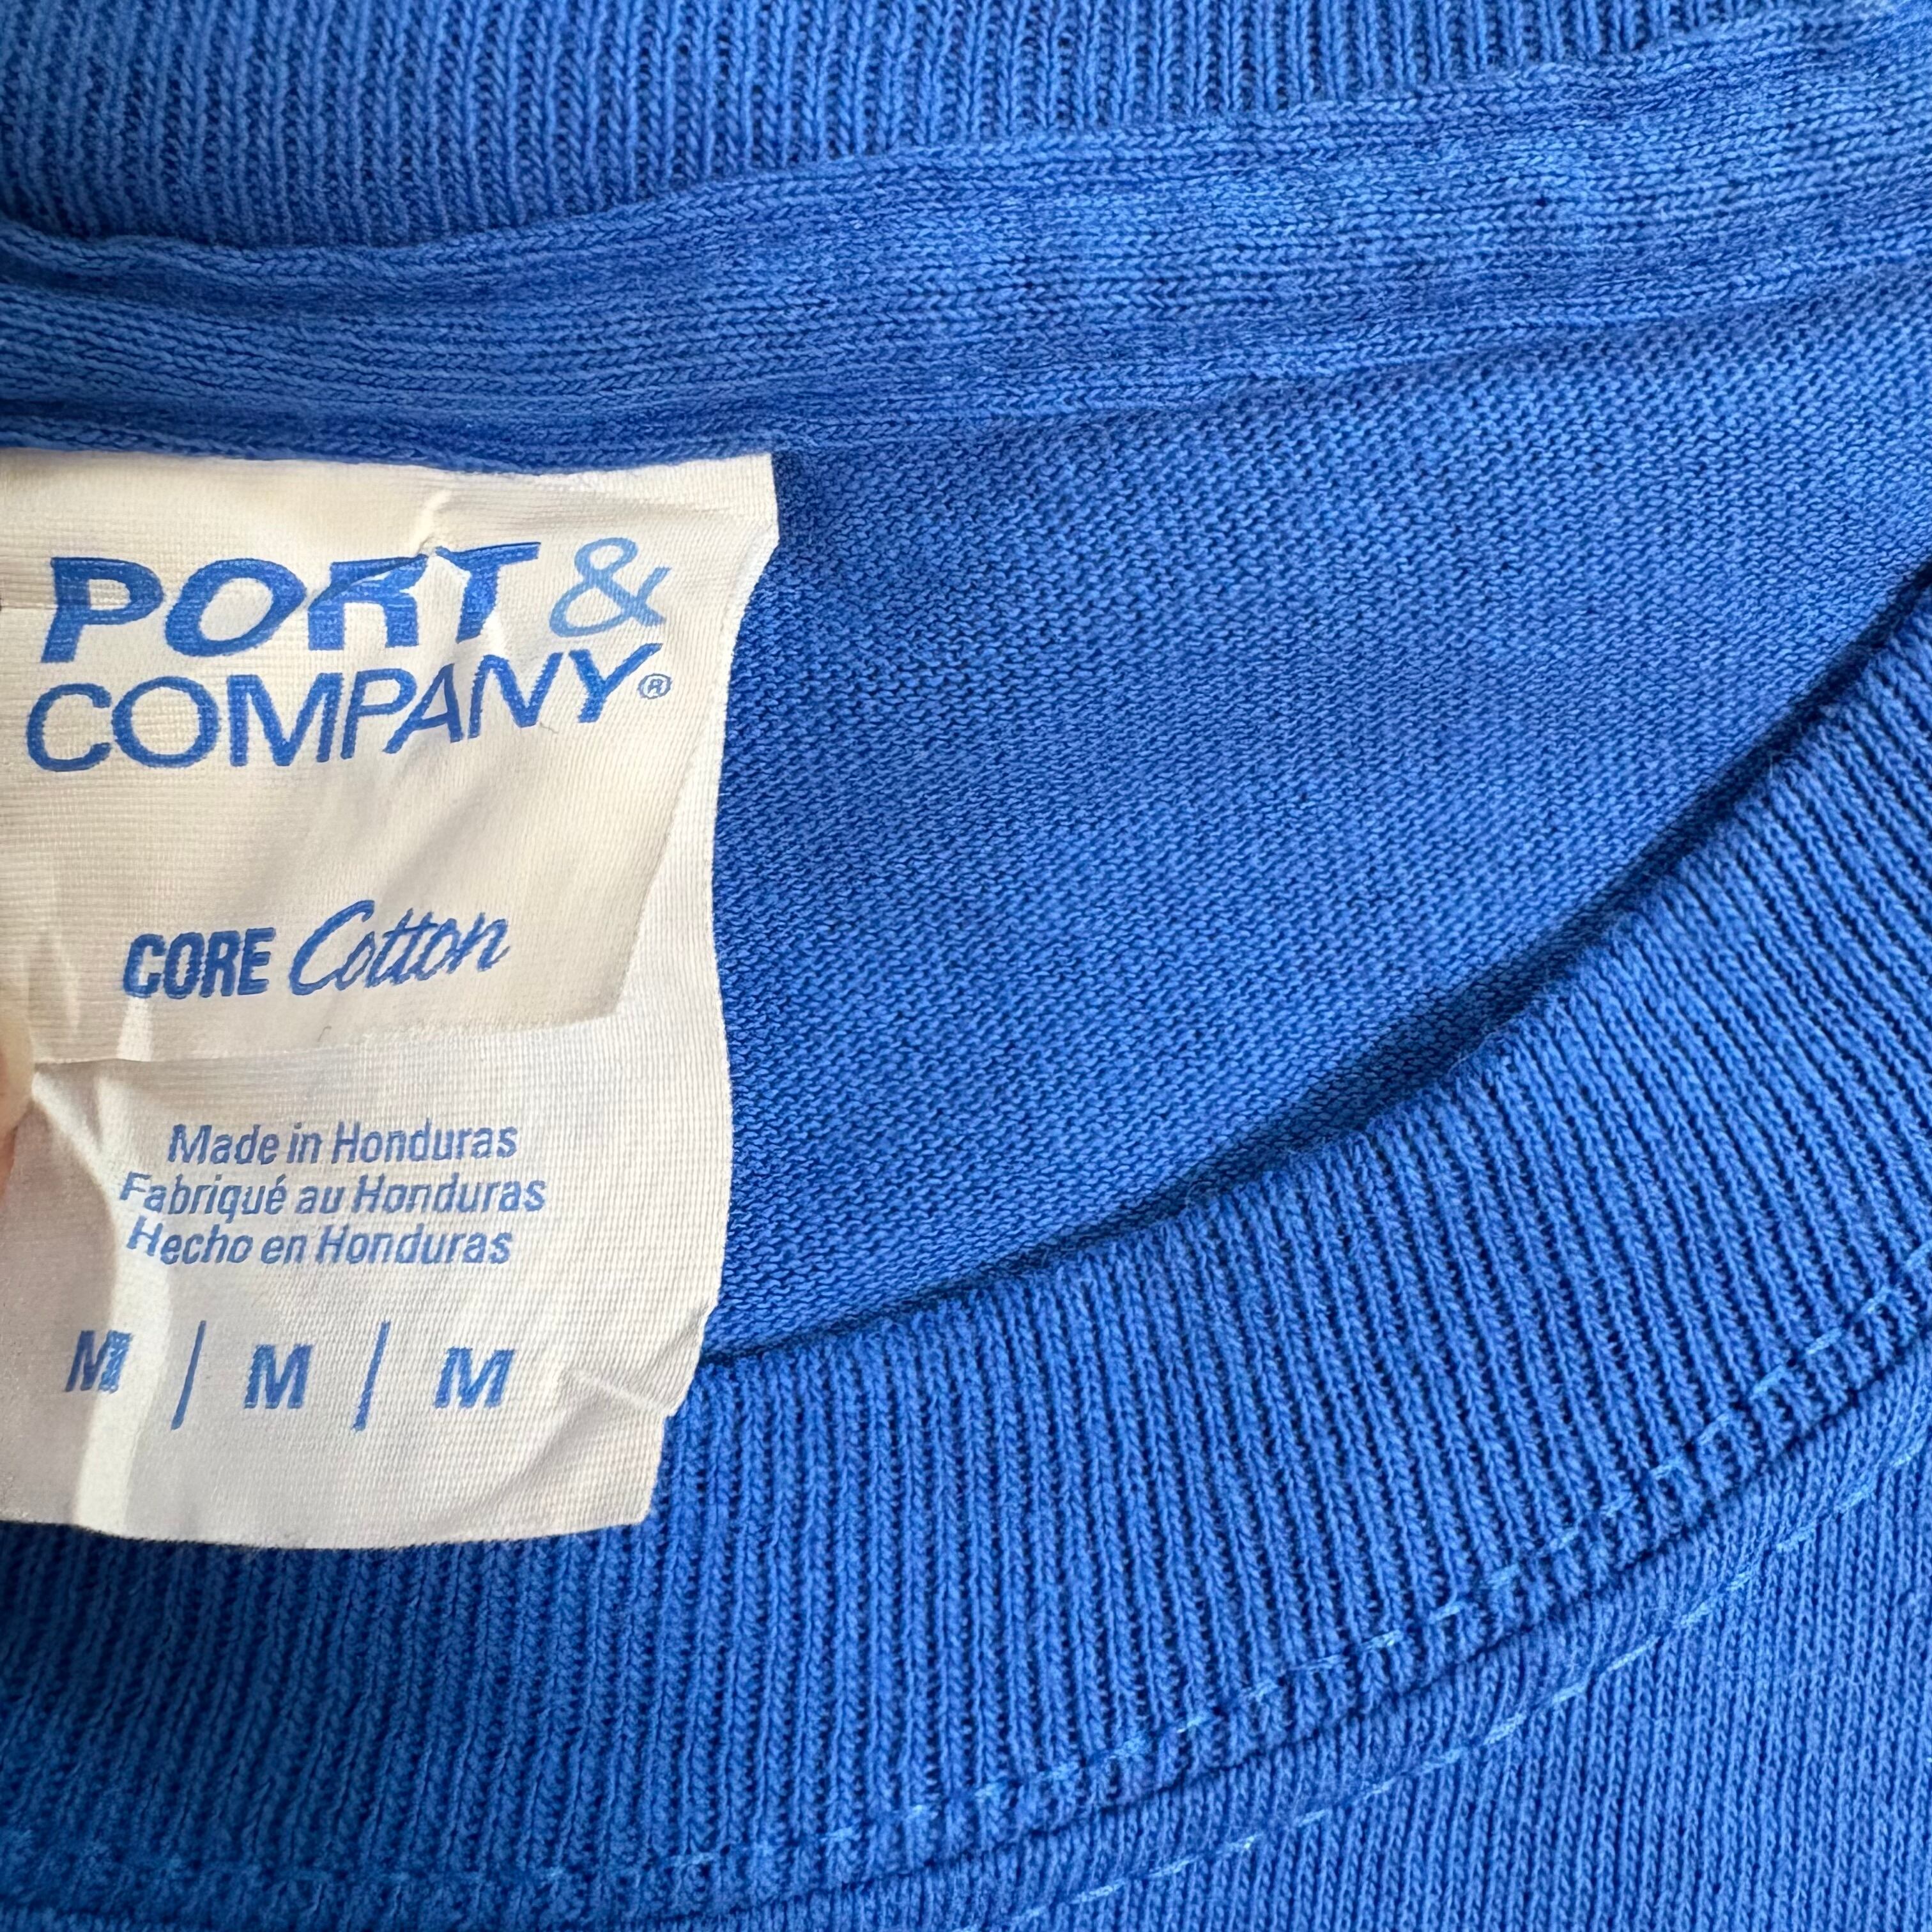 PORT &
COMPANY®
CORE Cotton
Made in Honduras
Fabriqué au Honduras
Hecho en Honduras
M / M / M